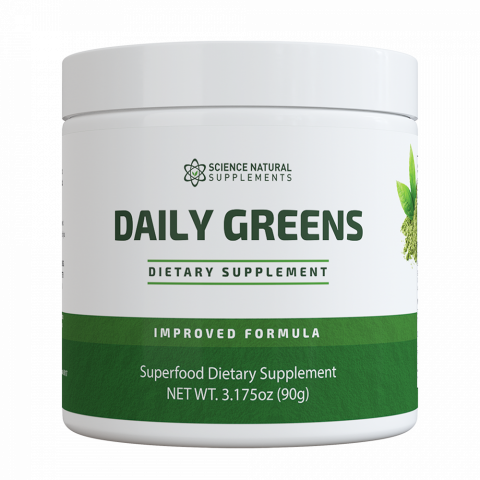 SCIENCE NATURAL
SUPPLEMENTS
DAILY GREENS
DIETARY SUPPLEMENT
IMPROVED FORMULA
Superfood Dietary Supplement
NET WT. 3.175oz (90g)